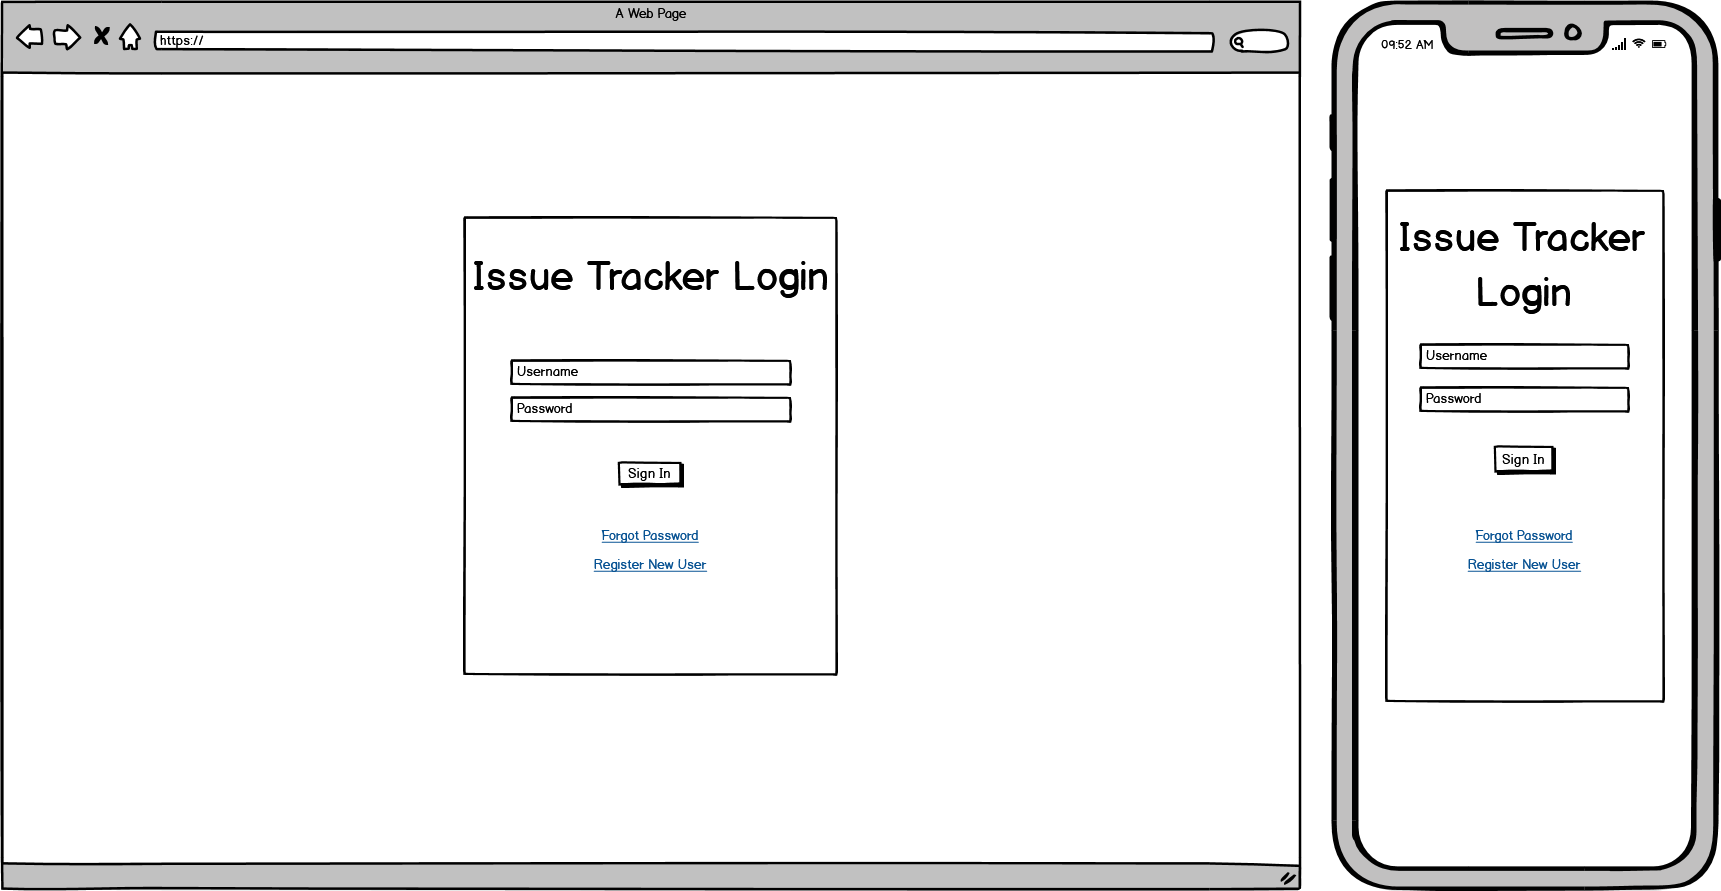 A Web Page
https://
Issue Tracker Login
Username
Password
Sign In
Forgot Password
Register New User
09:52 AM
Issue Tracker
Login
Username
Password
Sign In
Forgot Password
Register New User